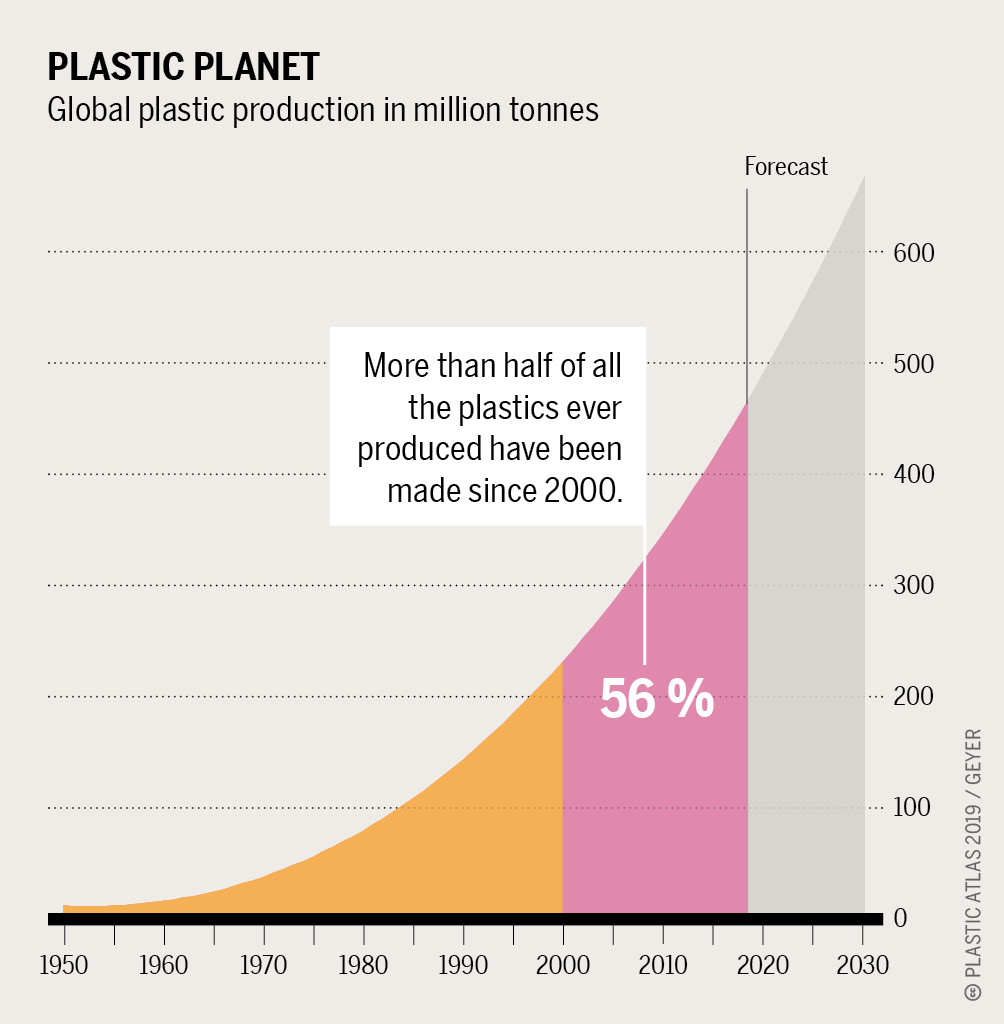 PLASTIC PLANET
Global plastic production in million tonnes
Forecast
600
500
400
300
200
100
0
More than half of all
the plastics ever
produced have been
made since 2000.
56 %
1950 1960 1970 1980 1990 2000 2010 2020 2030
cc PLASTIC ATLAS 2019 / GEYER